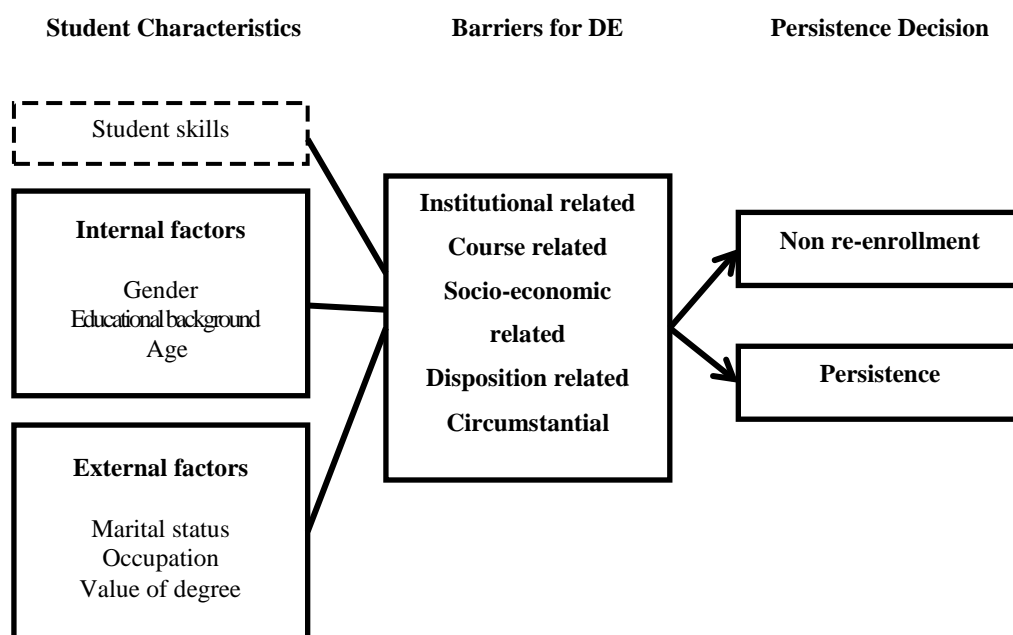 Student Characteristics
Barriers for DE
Persistence Decision
Student skills
Internal factors
Gender
Educational background
Age
External factors
Marital status
Occupation
Value of degree
Institutional related
Course related
Socio-economic
related
Disposition related
Circumstantial
Non re-enrollment
Persistence